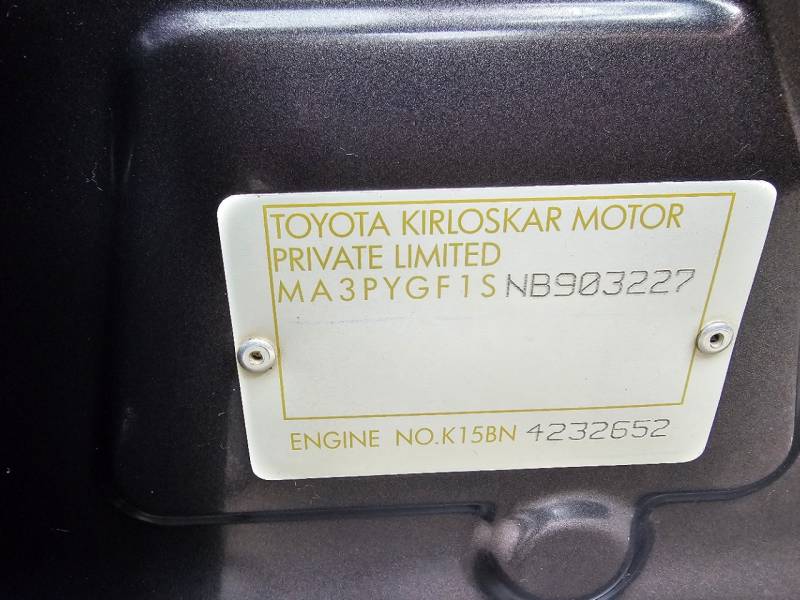 TOYOTA KIRLOSKAR MOTOR
PRIVATE LIMITED
MA3PYGF1SNB903227
ENGINE NO.K15BN 4232652